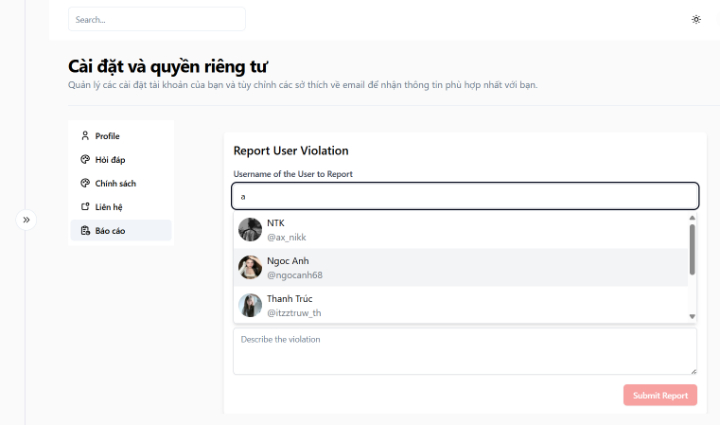 Search...
Cài đặt và quyền riêng tư
Quản lý các cài đặt tài khoản của bạn và tùy chỉnh các sở thích về email để nhận thông tin phù hợp nhất với bạn.
Profile
Hỏi đáp
Chính sách
Liên hệ
Báo cáo
Report User Violation
Username of the User to Report
a
NTK
@ax_nikk
Ngoc Anh
@ngocanh68
Thanh Trúc
@itzztruw_th
Describe the violation
Submit Report